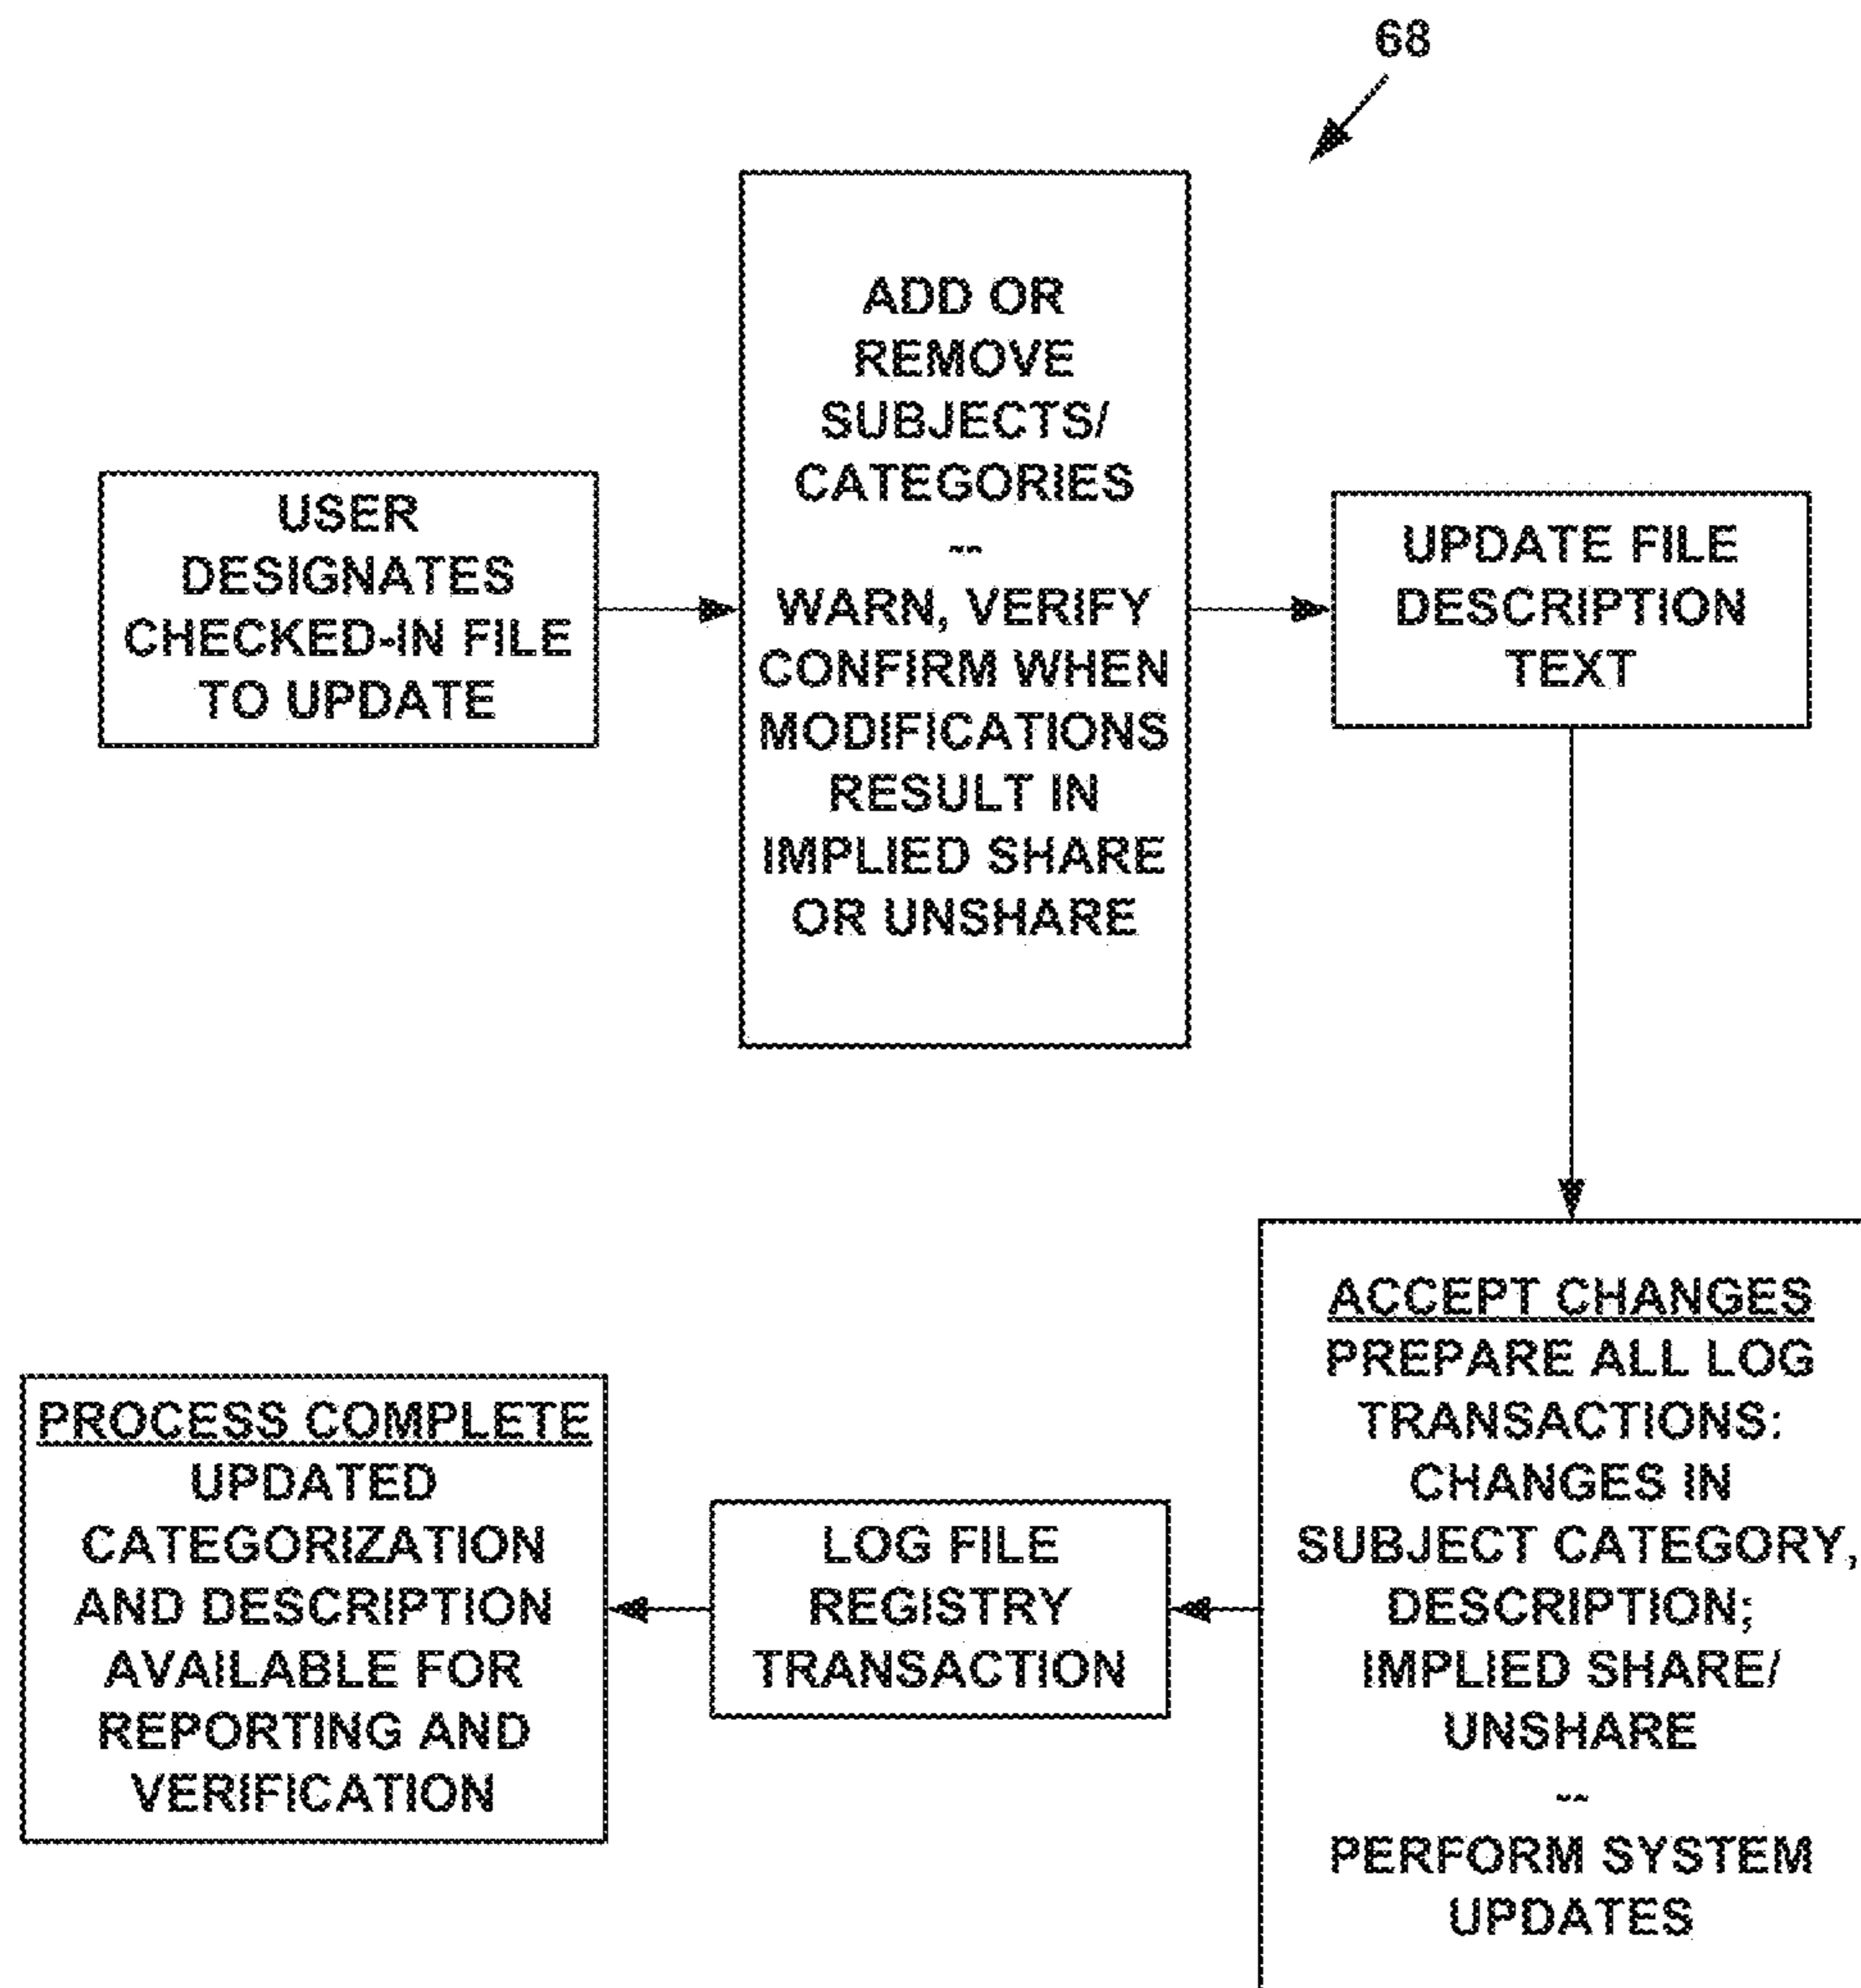 68
USER
DESIGNATES
CHECKED-IN FILE
TO UPDATE
ADD OR
REMOVE
SUBJECTS/
CATEGORIES
~~
WARN, VERIFY
CONFIRM WHEN
MODIFICATIONS
RESULT IN
IMPLIED SHARE
OR UNSHARE
UPDATE FILE
DESCRIPTION
TEXT
ACCEPT CHANGES
PREPARE ALL LOG
TRANSACTIONS:
CHANGES IN
SUBJECT CATEGORY,
DESCRIPTION;
IMPLIED SHARE/
UNSHARE
~~
PERFORM SYSTEM
UPDATES
LOG FILE
REGISTRY
TRANSACTION
PROCESS COMPLETE
UPDATED
CATEGORIZATION
AND DESCRIPTION
AVAILABLE FOR
REPORTING AND
VERIFICATION